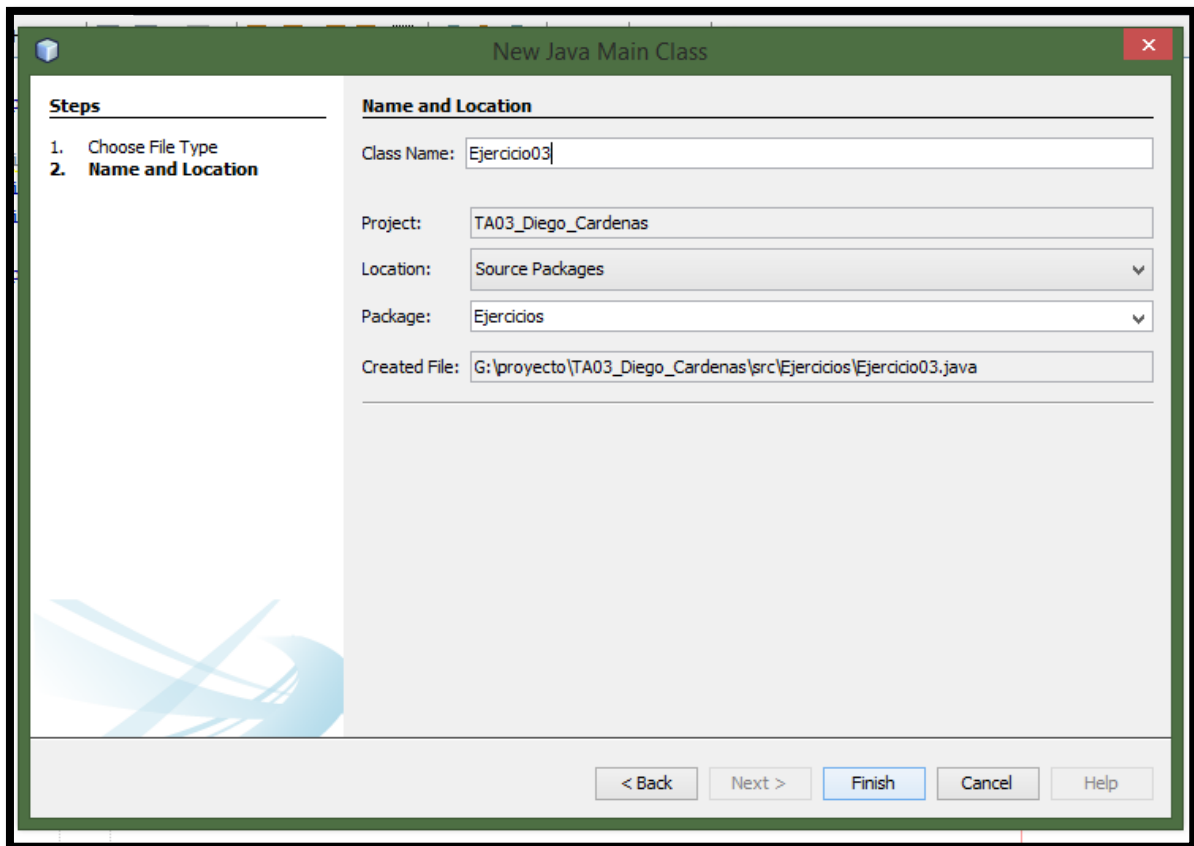 New Java Main Class
Steps
1. Choose File Type
2. Name and Location
Name and Location
Class Name: Ejercicio03
Project: TA03_Diego_Cardenas
Location: Source Packages
Package: Ejercicios
Created File: G:\proyecto\TA03_Diego_Cardenas\src\Ejercicios\Ejercicio03.java
< Back Next > Finish Cancel Help